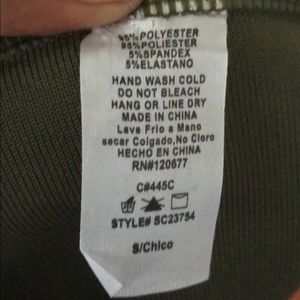 95% POLYESTER
95% POLIESTER
5% SPANDEX
5% ELASTANO
HAND WASH COLD
DO NOT BLEACH
HANG OR LINE DRY
MADE IN CHINA
Lave Frio a Mano
secar Colgado,No Cloro
HECHO EN CHINA
RN#120677
C#445C
STYLE# SC23754
S/Chico